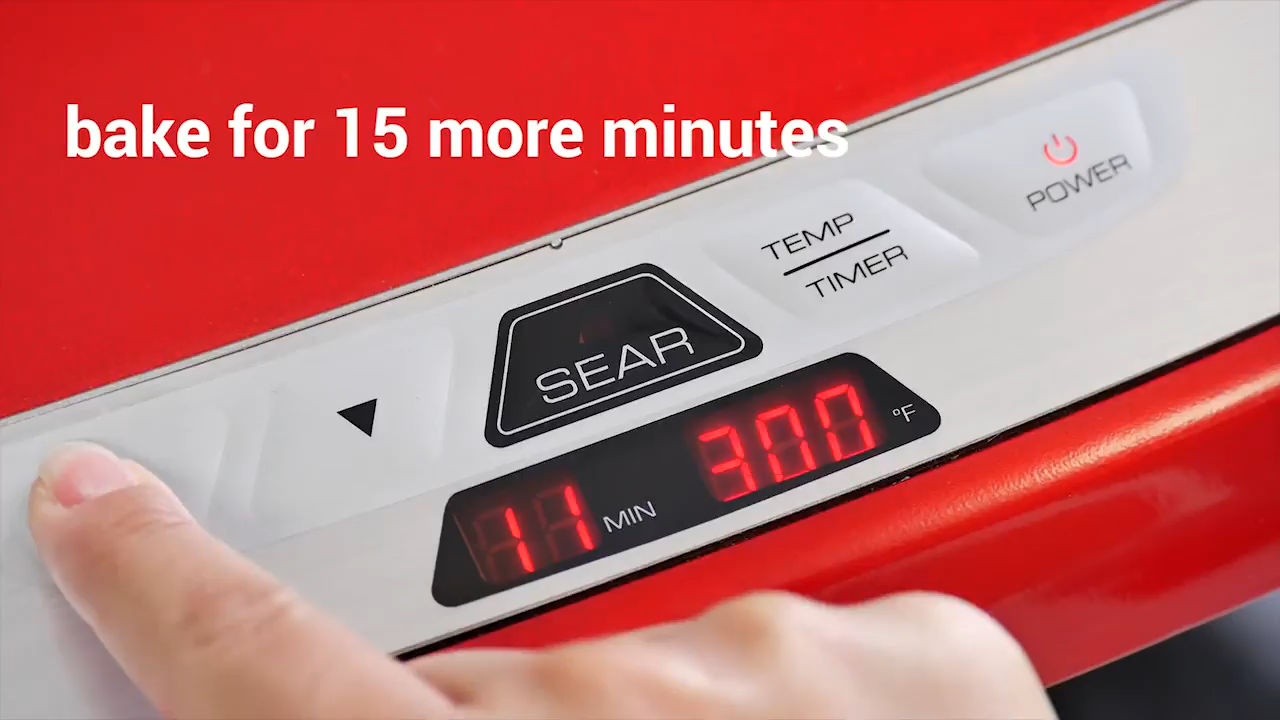 bake for 15 more minutes
POWER
TEMP
TIMER
SEAR
11 MIN 300 °F